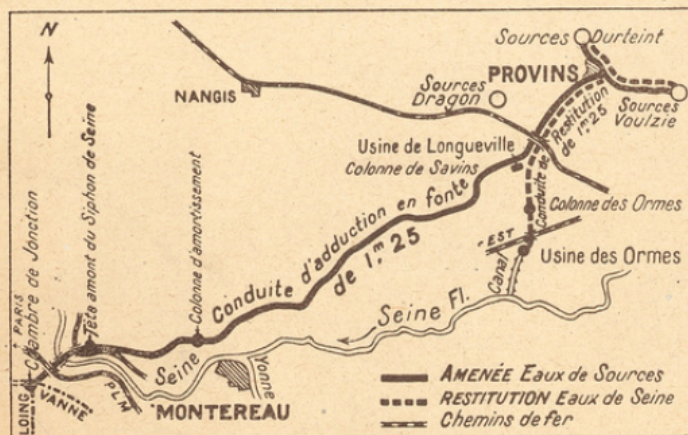 N
Sources Durteint
PROVINS
NANGIS
Sources
Dragon
Sources
Voulzie
Restitution
de 1m25
Usine de Longueville
Colonne de Savins
Conduite de
Colonne des Ormes
EST
Usine des Ormes
Canal
Conduite d'adduction en fonte
de 1m,25
Colonne d'amortissement
Tête amont du Siphon de Seine
Chambre de Jonction
PARIS
Seine Fl.
Seine
Yonne
MONTEREAU
LOING
VANNE
PLM
AMENÉE Eaux de Sources
RESTITUTION Eaux de Seine
Chemins de fer